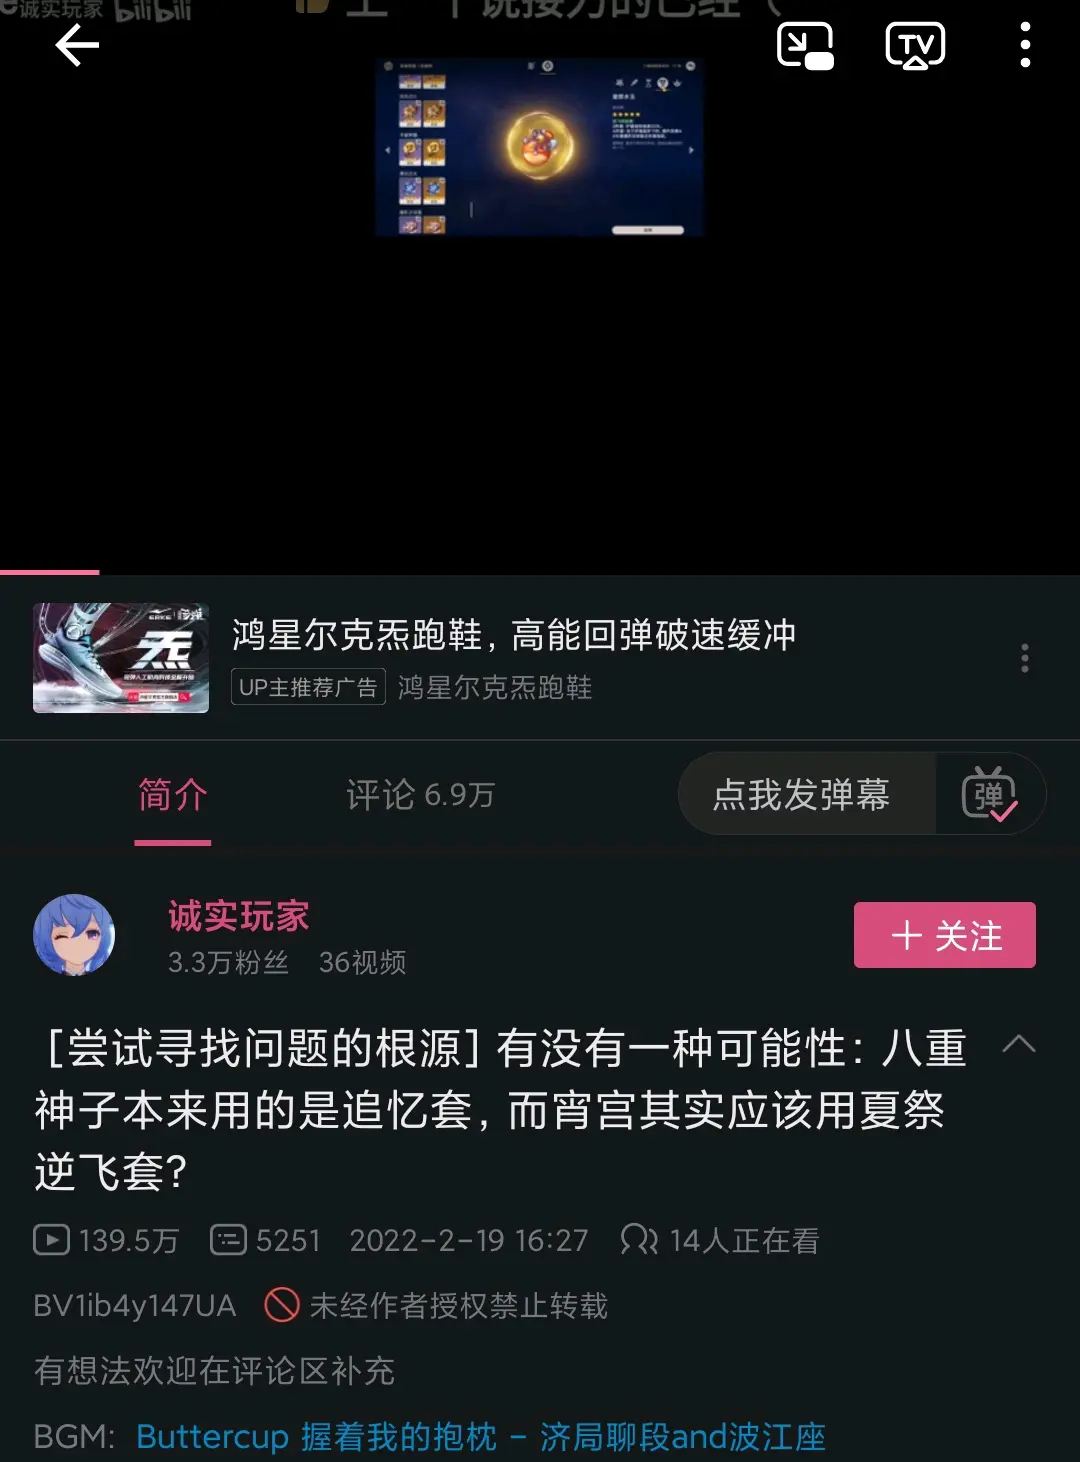 诚实玩家 bilibili
TV
鸿星尔克炁跑鞋，高能回弹破速缓冲
炁
UP主推荐广告 鸿星尔克炁跑鞋
简介 评论 6.9万 点我发弹幕 弹
诚实玩家
3.3万粉丝 36视频
＋ 关注
［尝试寻找问题的根源］有没有一种可能性：八重
神子本来用的是追忆套，而宵宫其实应该用夏祭
逆飞套？
139.5万 5251 2022-2-19 16:27 14人正在看
BV1ib4y147UA 未经作者授权禁止转载
有想法欢迎在评论区补充
BGM: Buttercup 握着我的抱枕 - 济局聊段and波江座